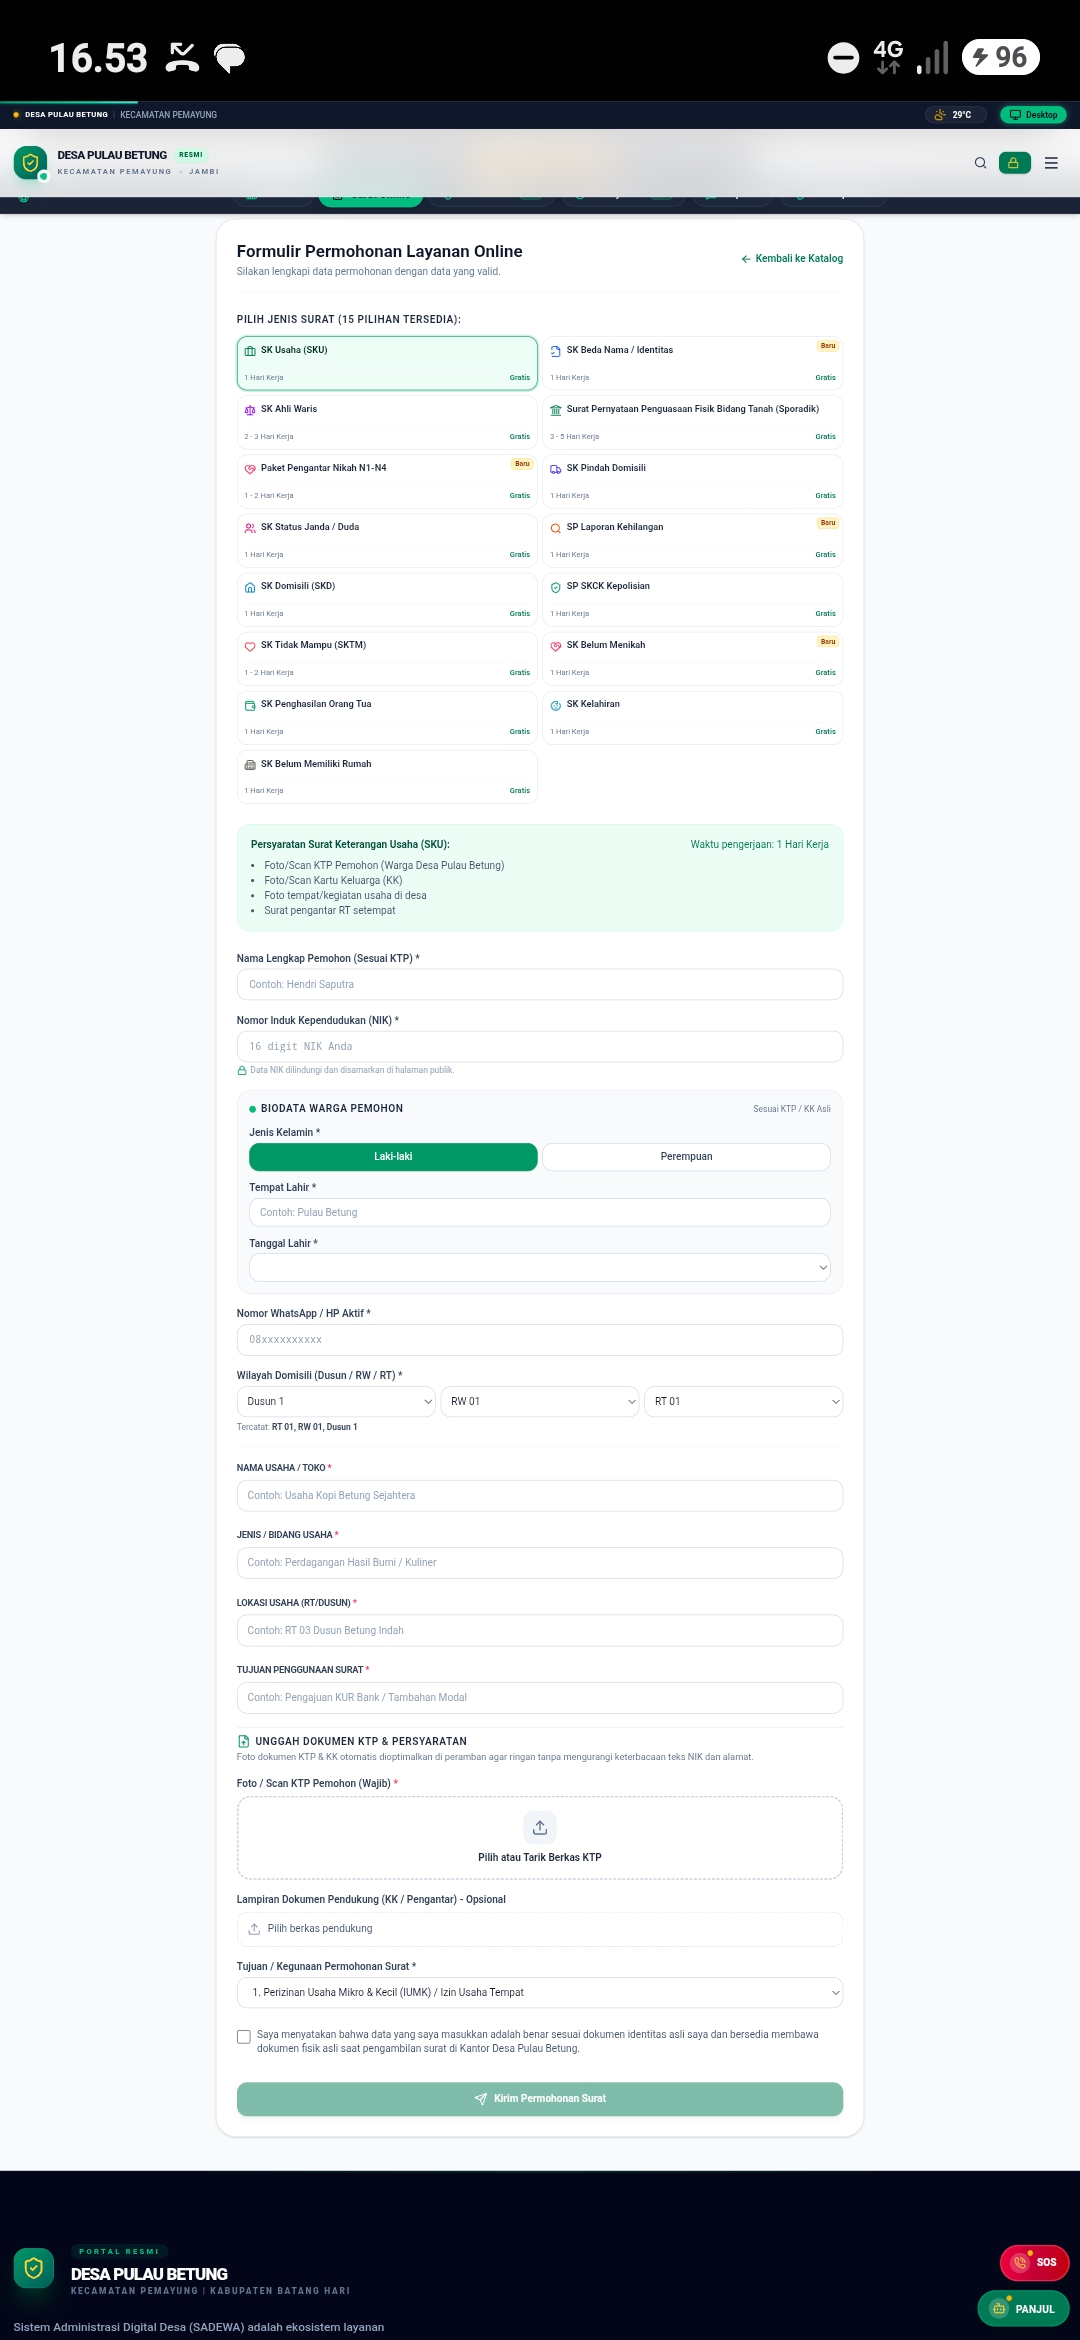 16.53
4G
96
DESA PULAU BETUNG | KECAMATAN PEMAYUNG
29°C
Desktop
DESA PULAU BETUNG RESMI
KECAMATAN PEMAYUNG • JAMBI
Formulir Permohonan Layanan Online
Silakan lengkapi data permohonan dengan data yang valid.
← Kembali ke Katalog
PILIH JENIS SURAT (15 PILIHAN TERSEDIA):
SK Usaha (SKU)
1 Hari Kerja Gratis
SK Beda Nama / Identitas Baru
1 Hari Kerja Gratis
SK Ahli Waris
2 - 3 Hari Kerja Gratis
Surat Pernyataan Penguasaan Fisik Bidang Tanah (Sporadik)
3 - 5 Hari Kerja Gratis
Paket Pengantar Nikah N1-N4 Baru
1 - 2 Hari Kerja Gratis
SK Pindah Domisili
1 Hari Kerja Gratis
SK Status Janda / Duda
1 Hari Kerja Gratis
SP Laporan Kehilangan Baru
1 Hari Kerja Gratis
SK Domisili (SKD)
1 Hari Kerja Gratis
SP SKCK Kepolisian
1 Hari Kerja Gratis
SK Tidak Mampu (SKTM)
1 - 2 Hari Kerja Gratis
SK Belum Menikah Baru
1 Hari Kerja Gratis
SK Penghasilan Orang Tua
1 Hari Kerja Gratis
SK Kelahiran
1 Hari Kerja Gratis
SK Belum Memiliki Rumah
1 Hari Kerja Gratis
Persyaratan Surat Keterangan Usaha (SKU): Waktu pengerjaan: 1 Hari Kerja
• Foto/Scan KTP Pemohon (Warga Desa Pulau Betung)
• Foto/Scan Kartu Keluarga (KK)
• Foto tempat/kegiatan usaha di desa
• Surat pengantar RT setempat
Nama Lengkap Pemohon (Sesuai KTP) *
Contoh: Hendri Saputra
Nomor Induk Kependudukan (NIK) *
16 digit NIK Anda
Data NIK dilindungi dan disamarkan di halaman publik.
BIODATA WARGA PEMOHON Sesuai KTP / KK Asli
Jenis Kelamin *
Laki-laki Perempuan
Tempat Lahir *
Contoh: Pulau Betung
Tanggal Lahir *
Nomor WhatsApp / HP Aktif *
08xxxxxxxxxx
Wilayah Domisili (Dusun / RW / RT) *
Dusun 1 RW 01 RT 01
Tercatat: RT 01, RW 01, Dusun 1
NAMA USAHA / TOKO *
Contoh: Usaha Kopi Betung Sejahtera
JENIS / BIDANG USAHA *
Contoh: Perdagangan Hasil Bumi / Kuliner
LOKASI USAHA (RT/DUSUN) *
Contoh: RT 03 Dusun Betung Indah
TUJUAN PENGGUNAAN SURAT *
Contoh: Pengajuan KUR Bank / Tambahan Modal
UNGGAH DOKUMEN KTP & PERSYARATAN
Foto dokumen KTP & KK otomatis dioptimalkan di peramban agar ringan tanpa mengurangi keterbacaan teks NIK dan alamat.
Foto / Scan KTP Pemohon (Wajib) *
Pilih atau Tarik Berkas KTP
Lampiran Dokumen Pendukung (KK / Pengantar) - Opsional
Pilih berkas pendukung
Tujuan / Kegunaan Permohonan Surat *
1. Perizinan Usaha Mikro & Kecil (IUMK) / Izin Usaha Tempat
Saya menyatakan bahwa data yang saya masukkan adalah benar sesuai dokumen identitas asli saya dan bersedia membawa
dokumen fisik asli saat pengambilan surat di Kantor Desa Pulau Betung.
Kirim Permohonan Surat
PORTAL RESMI
DESA PULAU BETUNG
KECAMATAN PEMAYUNG | KABUPATEN BATANG HARI
SOS
PANJUL
Sistem Administrasi Digital Desa (SADEWA) adalah ekosistem layanan